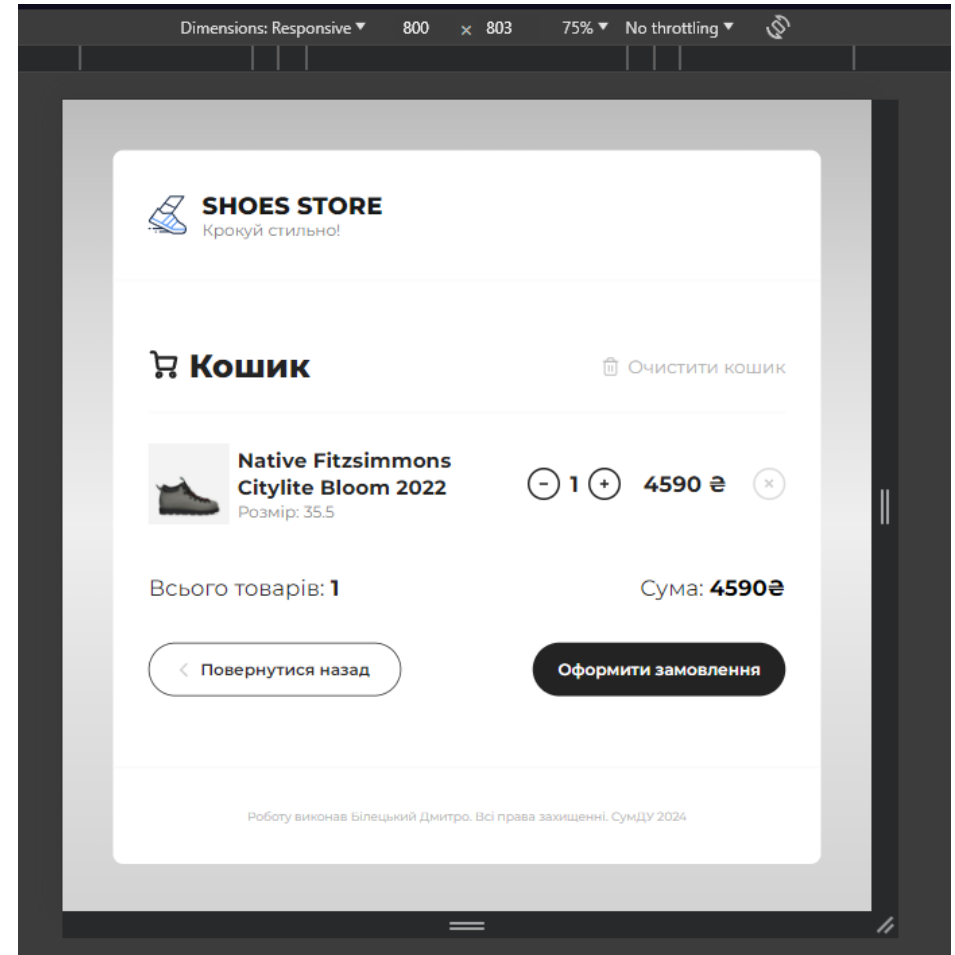 Dimensions: Responsive ▼ 800 × 803 75% ▼ No throttling ▼
SHOES STORE
Крокуй стильно!
Кошик
Очистити кошик
Native Fitzsimmons
Citylite Bloom 2022
Розмір: 35.5
− 1 + 4590 ₴ ×
Всього товарів: 1
Сума: 4590₴
Повернутися назад
Оформити замовлення
Роботу виконав Білецький Дмитро. Всі права захищенні. СумДУ 2024